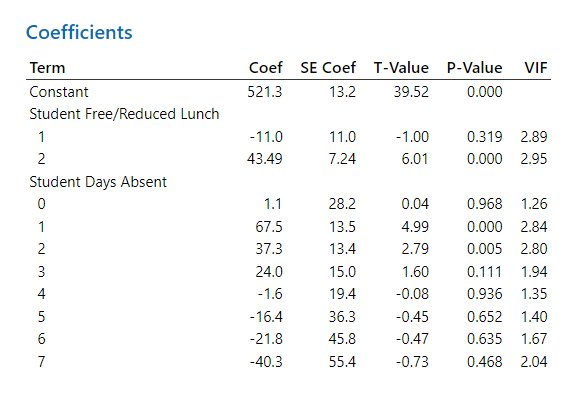 Coefficients
Term Coef SE Coef T-Value P-Value VIF
Constant 521.3 13.2 39.52 0.000
Student Free/Reduced Lunch
1 -11.0 11.0 -1.00 0.319 2.89
2 43.49 7.24 6.01 0.000 2.95
Student Days Absent
0 1.1 28.2 0.04 0.968 1.26
1 67.5 13.5 4.99 0.000 2.84
2 37.3 13.4 2.79 0.005 2.80
3 24.0 15.0 1.60 0.111 1.94
4 -1.6 19.4 -0.08 0.936 1.35
5 -16.4 36.3 -0.45 0.652 1.40
6 -21.8 45.8 -0.47 0.635 1.67
7 -40.3 55.4 -0.73 0.468 2.04